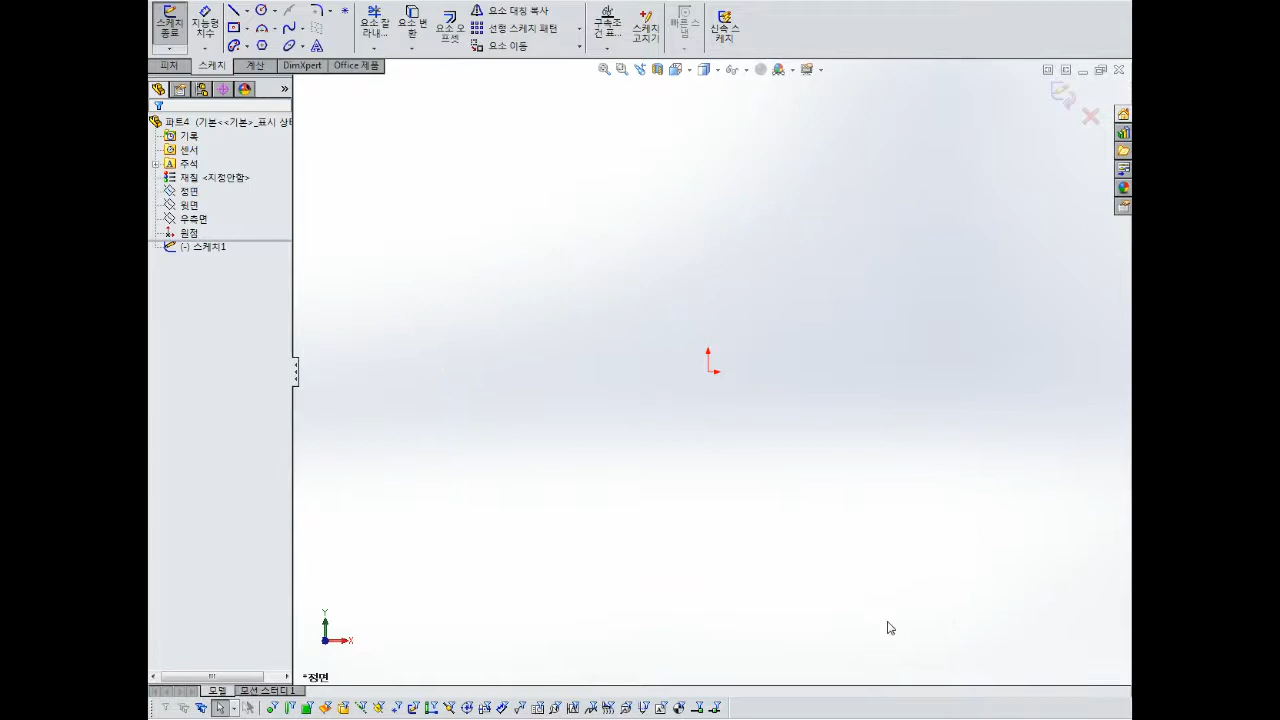 스케치 종료
지능형 치수
요소 잘라내...
요소 변환
요소 오프셋
요소 대칭 복사
선형 스케치 패턴
요소 이동
구속조건 표...
스케치 고치기
빠른 스냅
신속 스케치
피처 스케치 계산 DimXpert Office 제품
»
파트4 (기본<<기본>_표시 상태
기록
센서
A 주석
재질 <지정안함>
정면
윗면
우측면
원점
(-) 스케치1
Y
X
*정면
모델 모션 스터디1